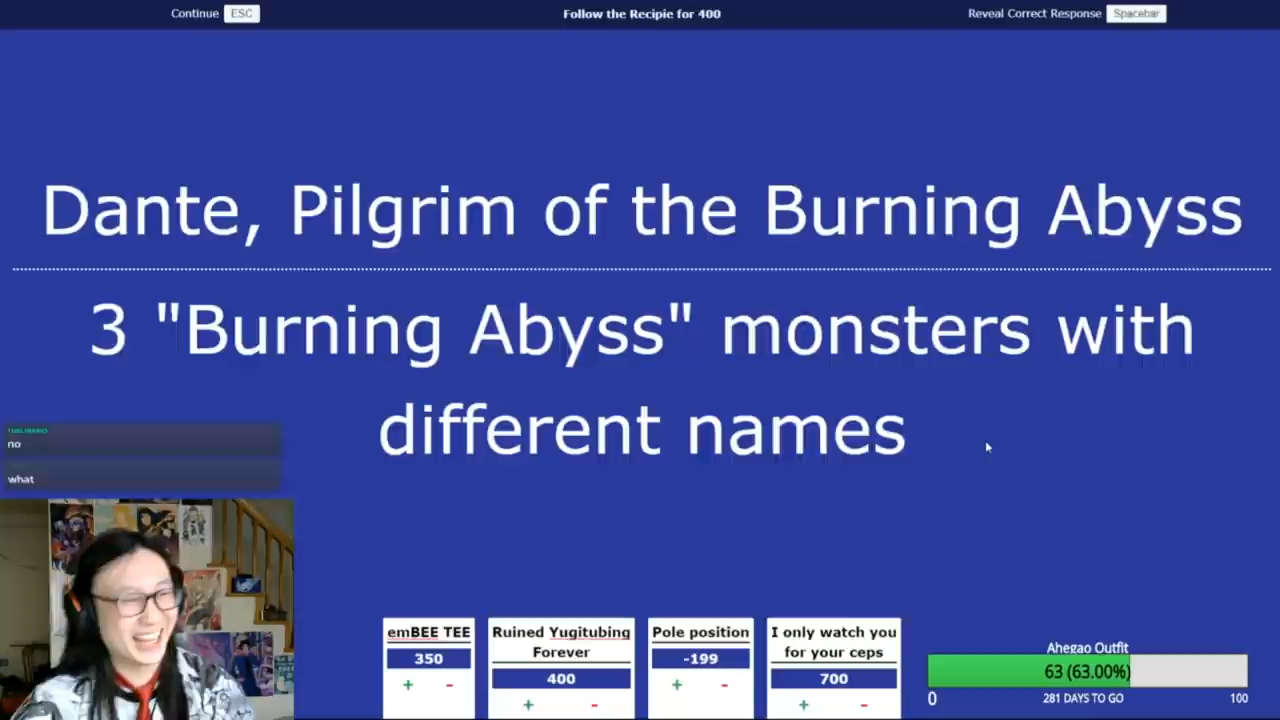 Continue ESC
Follow the Recipie for 400
Reveal Correct Response Spacebar
Dante, Pilgrim of the Burning Abyss
3 "Burning Abyss" monsters with
different names
no
what
emBEE TEE
350
+ -
Ruined Yugitubing
Forever
400
+ -
Pole position
-199
+ -
I only watch you
for your ceps
700
+ -
Ahegao Outfit
63 (63.00%)
0 281 DAYS TO GO 100